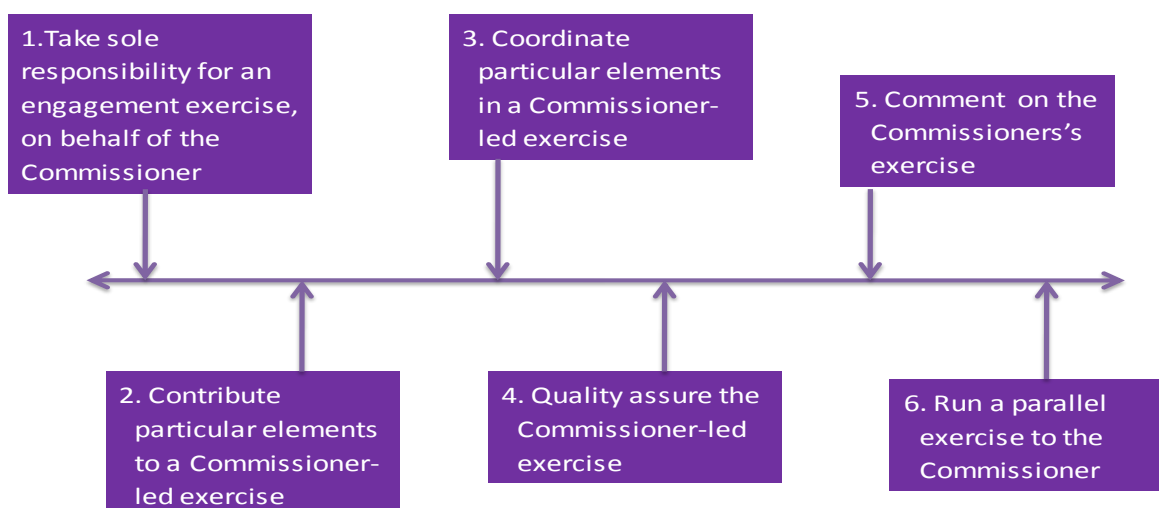 1.Take sole
responsibility for an
engagement exercise,
on behalf of the
Commissioner
2. Contribute
particular elements
to a Commissioner-
led exercise
3. Coordinate
particular elements
in a Commissioner-
led exercise
4. Quality assure the
Commissioner-led
exercise
5. Comment on the
Commissioners's
exercise
6. Run a parallel
exercise to the
Commissioner